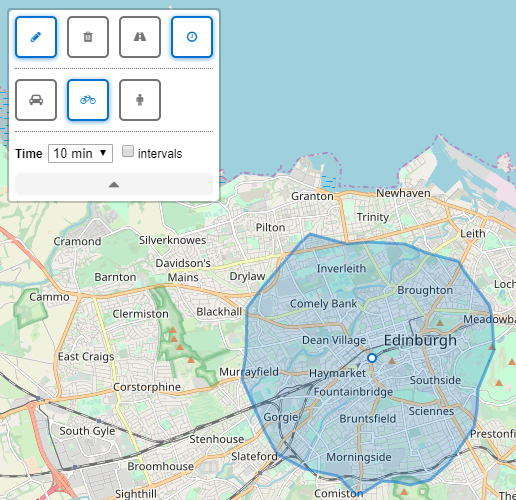 Time 10 min intervals
Granton
Newhaven
Trinity
Pilton
Leith
Cramond
Silverknowes
Davidson's
Mains
Barnton
Drylaw
Inverleith
Cammo
Broughton
Loch
Comely Bank
Clermiston
Blackhall
Meadowba
Dean Village
Edinburgh
East Craigs
Murrayfield
Haymarket
Corstorphine
Fountainbridge
Southside
Gorgie
Bruntsfield
Sciennes
South Gyle
Stenhouse
Prestonfi
Slateford
Morningside
Broomhouse
Sighthill
Comiston